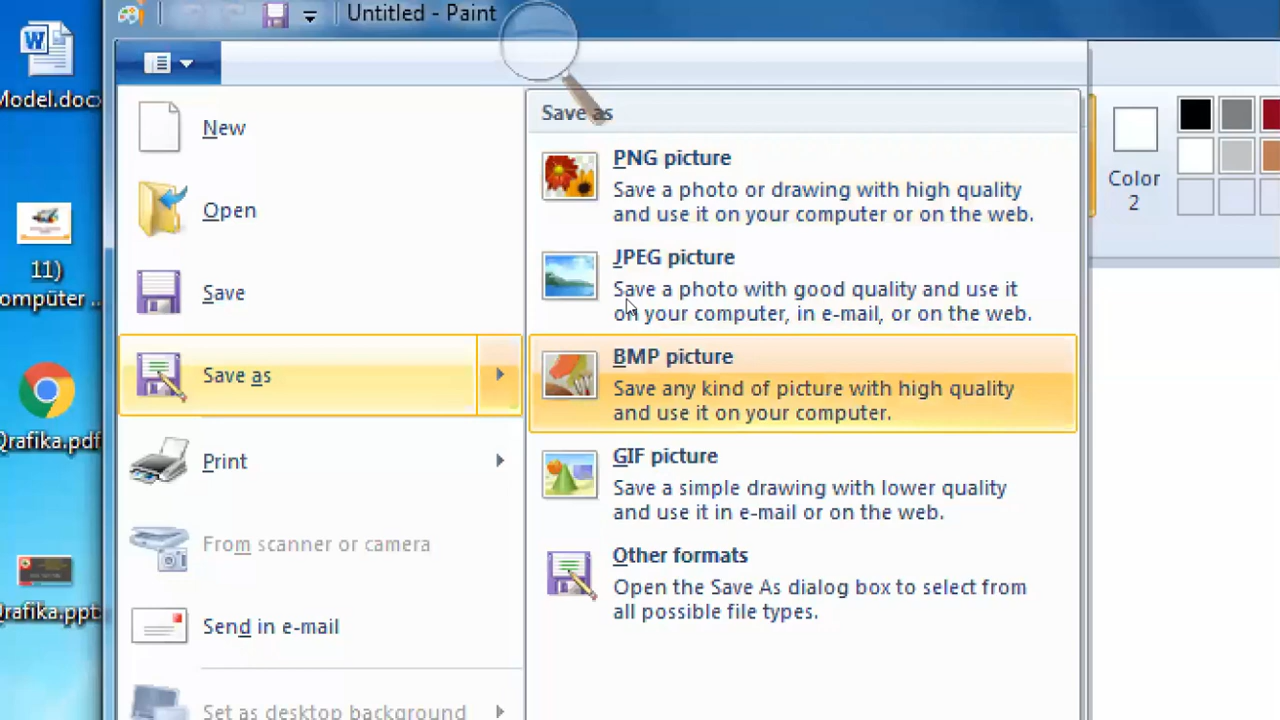 Untitled - Paint
Model.docx
11)
ompüter ...
Qrafika.pdf
Qrafika.ppt
New
Open
Save
Save as
Print
From scanner or camera
Send in e-mail
Set as desktop background
Save as
PNG picture
Save a photo or drawing with high quality
and use it on your computer or on the web.
JPEG picture
Save a photo with good quality and use it
on your computer, in e-mail, or on the web.
BMP picture
Save any kind of picture with high quality
and use it on your computer.
GIF picture
Save a simple drawing with lower quality
and use it in e-mail or on the web.
Other formats
Open the Save As dialog box to select from
all possible file types.
Color
2